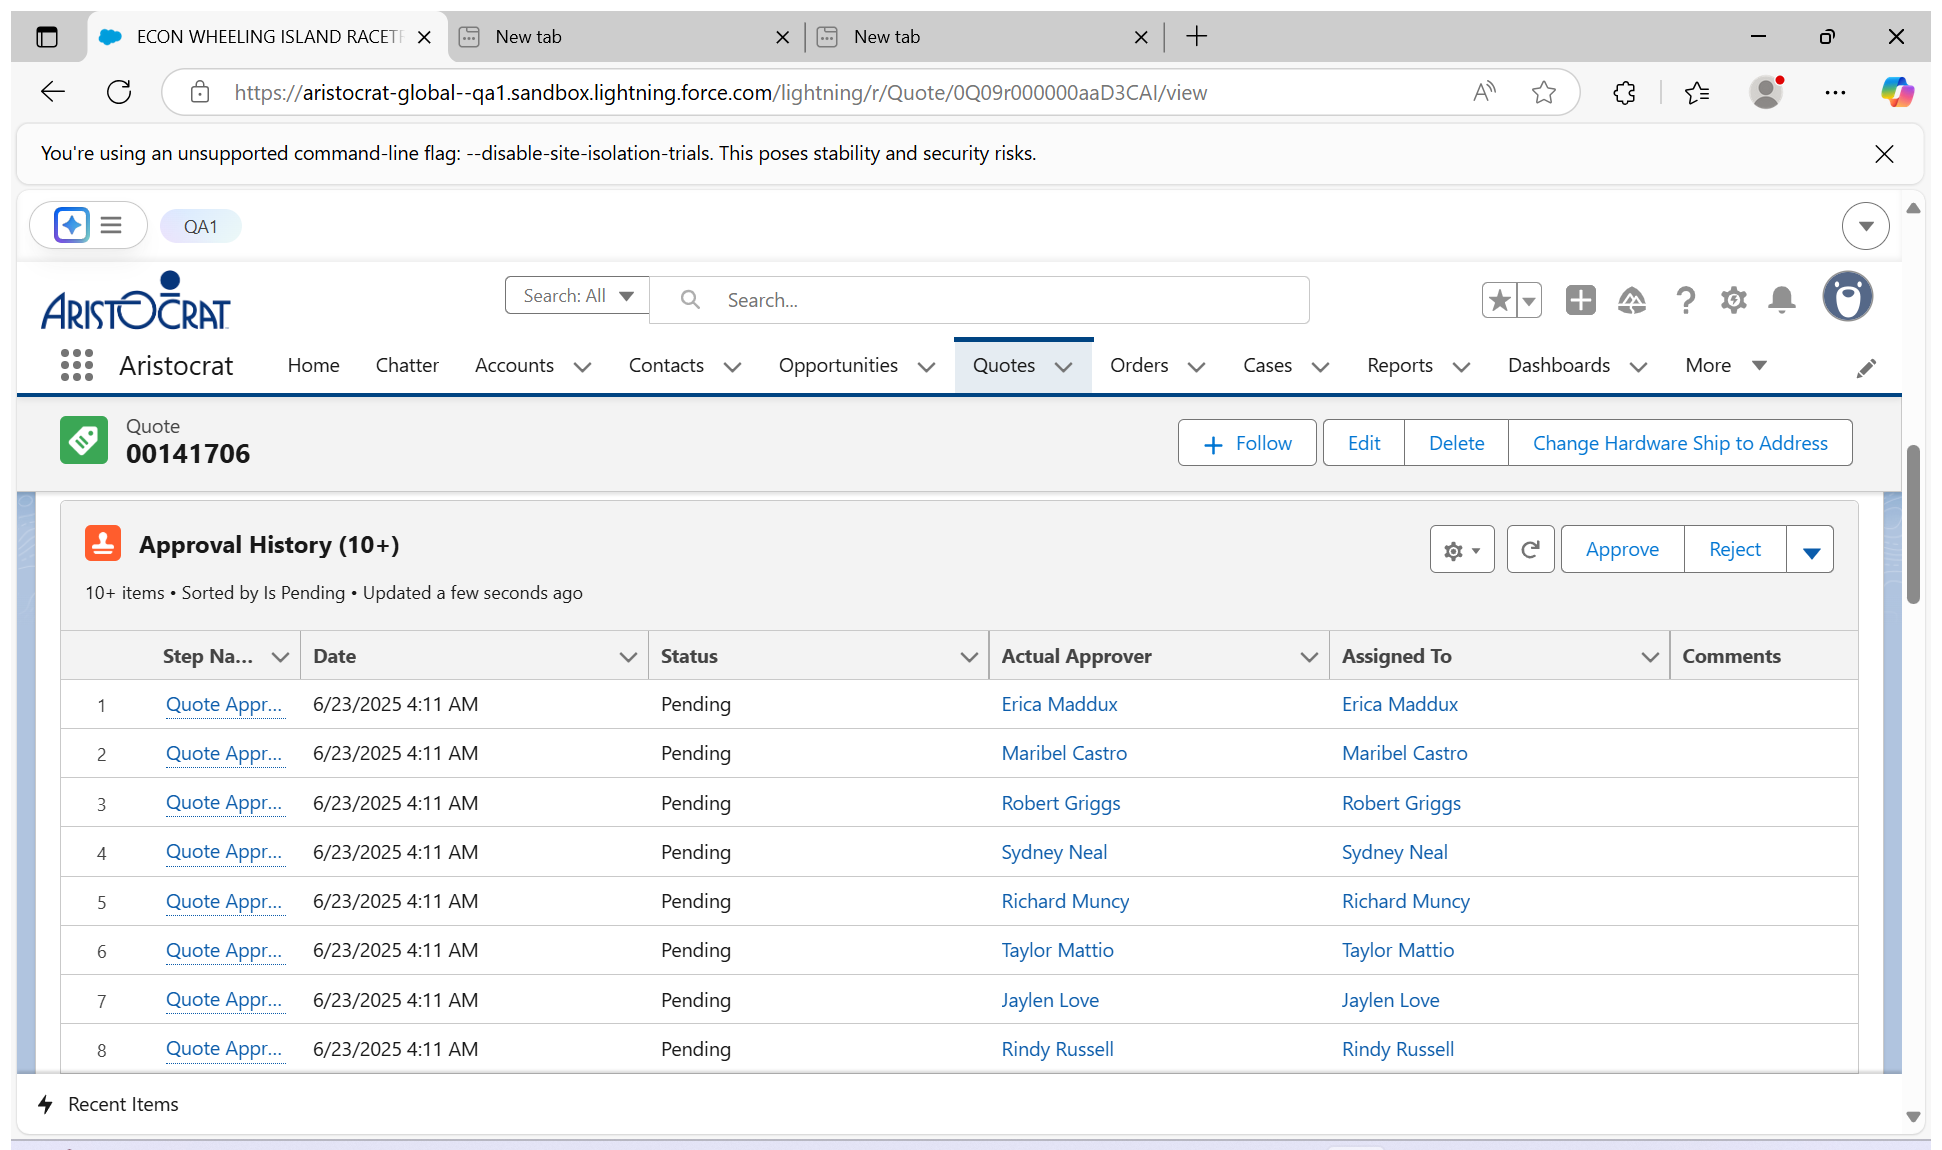 ECON WHEELING ISLAND RACET
New tab
New tab
https://aristocrat-global--qa1.sandbox.lightning.force.com/lightning/r/Quote/0Q09r000000aaD3CAI/view
You're using an unsupported command-line flag: --disable-site-isolation-trials. This poses stability and security risks.
QA1
ARISTOCRAT
Search: All
Search...
Aristocrat
Home
Chatter
Accounts
Contacts
Opportunities
Quotes
Orders
Cases
Reports
Dashboards
More
Quote
00141706
Follow
Edit
Delete
Change Hardware Ship to Address
Approval History (10+)
10+ items • Sorted by Is Pending • Updated a few seconds ago
Approve
Reject
Step Na... Date Status Actual Approver Assigned To Comments
1 Quote Appr... 6/23/2025 4:11 AM Pending Erica Maddux Erica Maddux
2 Quote Appr... 6/23/2025 4:11 AM Pending Maribel Castro Maribel Castro
3 Quote Appr... 6/23/2025 4:11 AM Pending Robert Griggs Robert Griggs
4 Quote Appr... 6/23/2025 4:11 AM Pending Sydney Neal Sydney Neal
5 Quote Appr... 6/23/2025 4:11 AM Pending Richard Muncy Richard Muncy
6 Quote Appr... 6/23/2025 4:11 AM Pending Taylor Mattio Taylor Mattio
7 Quote Appr... 6/23/2025 4:11 AM Pending Jaylen Love Jaylen Love
8 Quote Appr... 6/23/2025 4:11 AM Pending Rindy Russell Rindy Russell
Recent Items